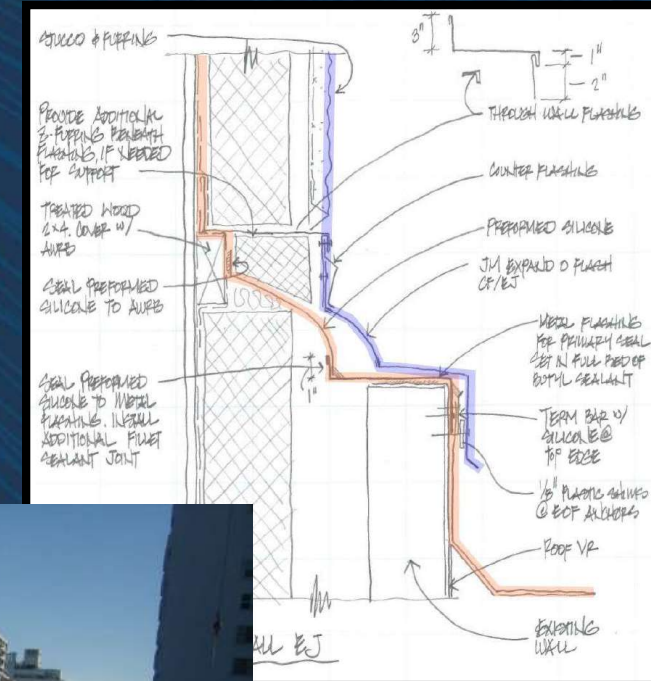 STUCCO & FURRING
PROVIDE ADDITIONAL
Z-FURRING BENEATH
FLASHING, IF NEEDED
FOR SUPPORT
TREATED WOOD
2x4. COVER W/
AWRB
SEAL PREFORMED
SILICONE TO AWRB
SEAL PREFORMED
SILICONE TO METAL
FLASHING. INSTALL
ADDITIONAL FILLET
SEALANT JOINT
1"
3"
1"
2"
THROUGH WALL FLASHING
COUNTER FLASHING
PREFORMED SILICONE
JM EXPAND O FLASH
CF/EJ
METAL FLASHING
FOR PRIMARY SEAL
SET IN FULL BED OF
BUTYL SEALANT
TERM BAR W/
SILICONE @
TOP EDGE
1/8" PLASTIC SHIMS
@ EOF ANCHORS
ROOF VR
EXISTING
WALL
ALL EJ